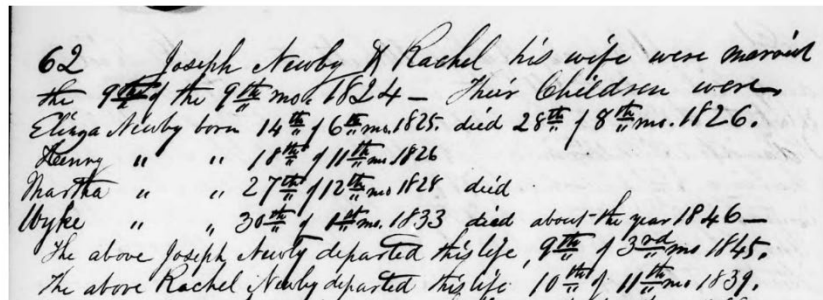 62 Joseph Newby & Rachel his wife were married
the 9th of the 9th mo. 1824 — Their Children were,
Elinza Newby born 14th of 6th mo. 1825. died 28th of 8th mo. 1826.
Henry " " 18th of 11th mo 1826
Martha " " 27th of 12th mo 1828 died
Wyke " " 30th of 1st mo. 1833 died about the year 1846 —
The above Joseph Newby departed this life, 9th of 3rd mo 1845.
The above Rachel Newby departed this life 10th of 11th mo. 1839.